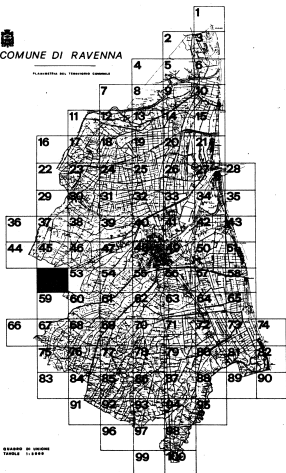 1
2 3
COMUNE DI RAVENNA
PLANIMETRIA DEL TERRITORIO COMUNALE
4 5 6
7 8 9 10
11 12 13 14 15
16 17 18 19 20 21
22 23 24 25 26 27 28
29 30 31 32 33 34 35
36 37 38 39 40 41 42 43
44 45 46 47 48 49 50 51
53 54 55 56 57 58
59 60 61 62 63 64 65
66 67 68 69 70 71 72 73 74
75 76 77 78 79 80 81 82
83 84 85 86 87 88 89 90
91 92 93 94 95
96 97 98
QUADRO DI UNIONE
TAVOLE 1:5000
99 100